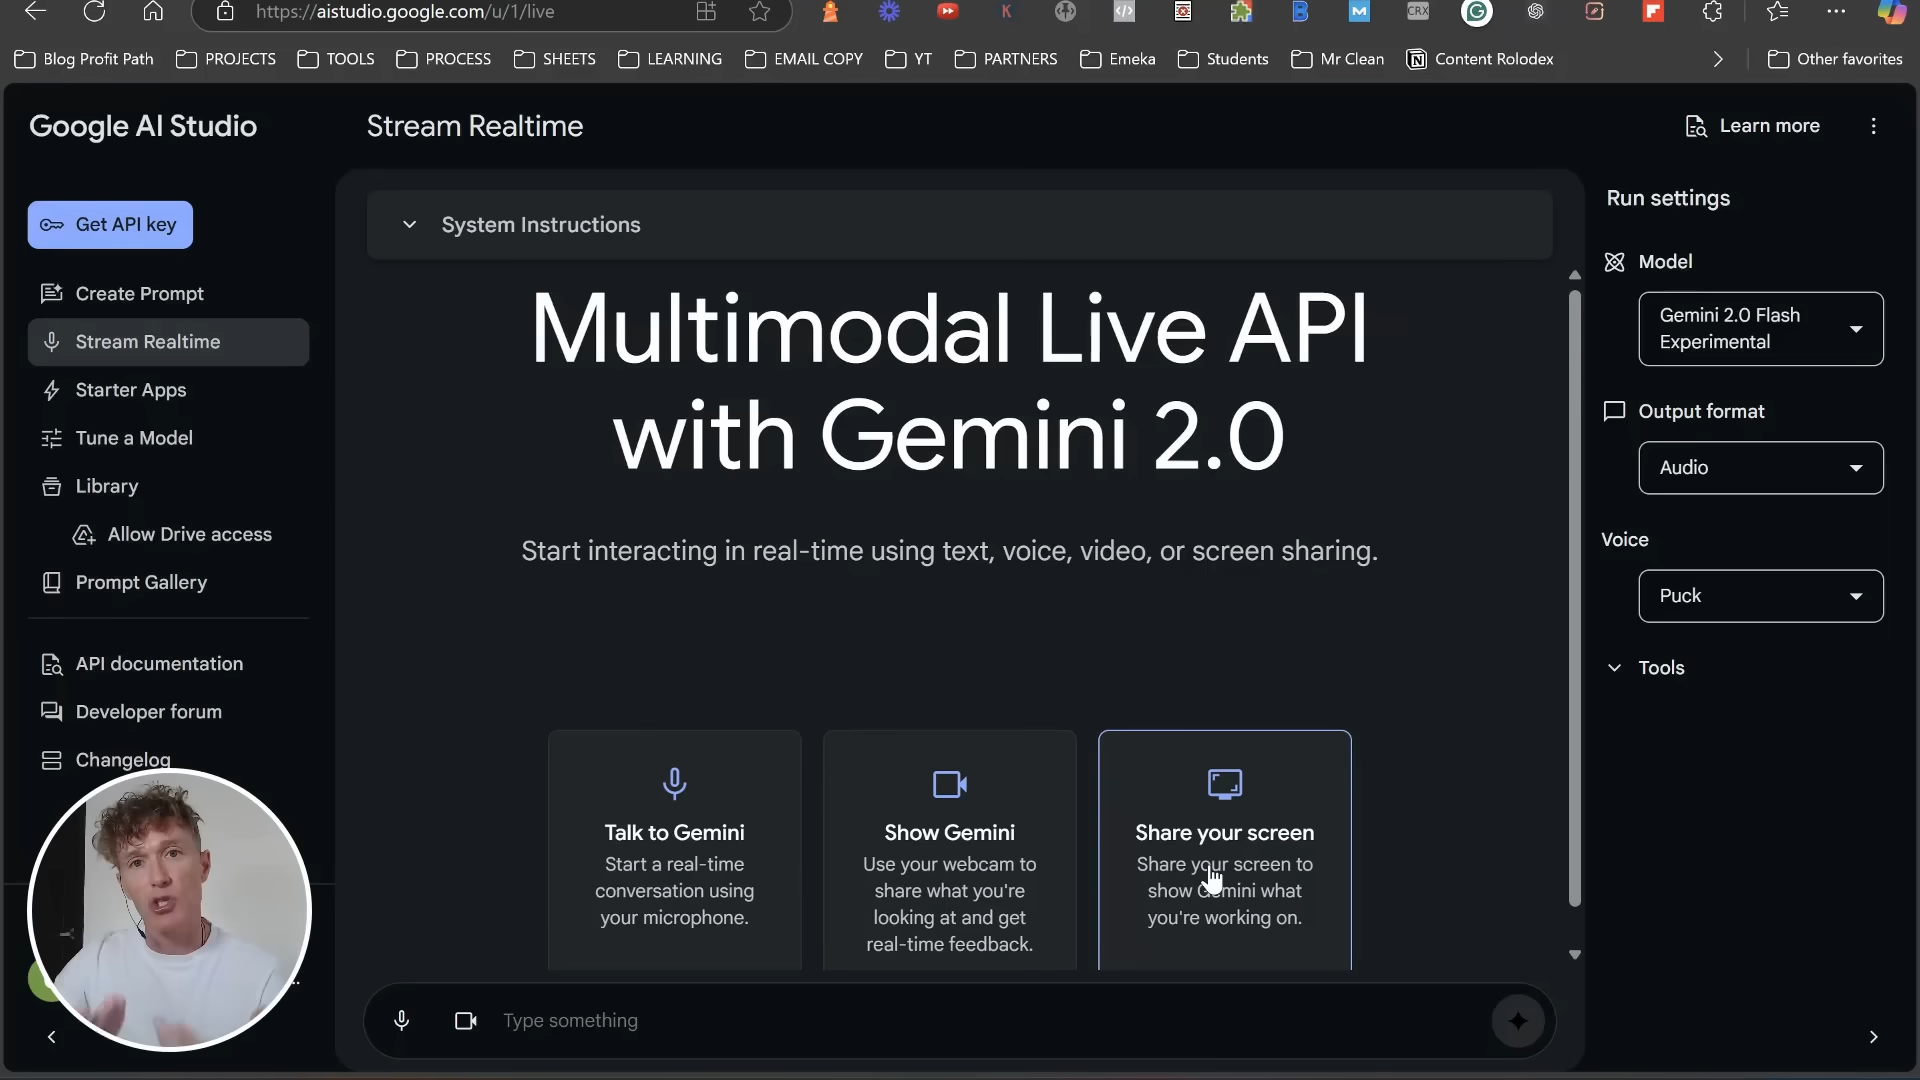 https://aistudio.google.com/u/1/live
Blog Profit Path
PROJECTS
TOOLS
PROCESS
SHEETS
LEARNING
EMAIL COPY
YT
PARTNERS
Emeka
Students
Mr Clean
Content Rolodex
Other favorites
Google AI Studio
Stream Realtime
Learn more
Get API key
Create Prompt
Stream Realtime
Starter Apps
Tune a Model
Library
Allow Drive access
Prompt Gallery
API documentation
Developer forum
Changelog
System Instructions
Multimodal Live API
with Gemini 2.0
Start interacting in real-time using text, voice, video, or screen sharing.
Talk to Gemini
Start a real-time
conversation using
your microphone.
Show Gemini
Use your webcam to
share what you're
looking at and get
real-time feedback.
Share your screen
Share your screen to
show Gemini what
you're working on.
Type something
Run settings
Model
Gemini 2.0 Flash
Experimental
Output format
Audio
Voice
Puck
Tools